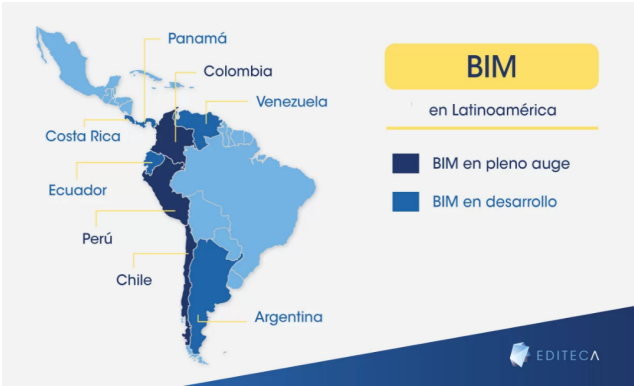 Panamá
Colombia
Venezuela
Costa Rica
Ecuador
Perú
Chile
Argentina
BIM
en Latinoamérica
BIM en pleno auge
BIM en desarrollo
EDITECA